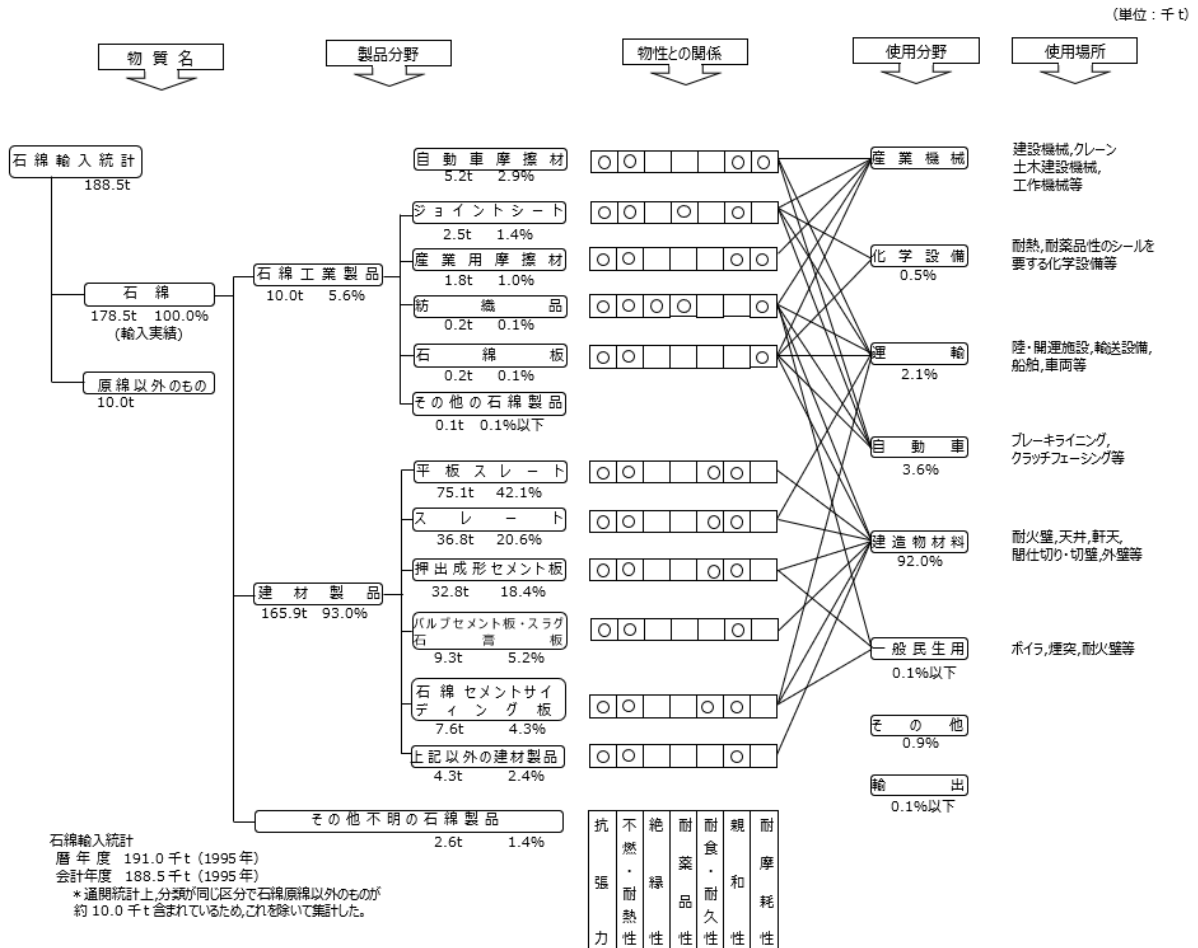 (単位：千t)
物質名
製品分野
物性との関係
使用分野
使用場所
石綿輸入統計
188.5t
石綿
178.5t 100.0%
(輸入実績)
原綿以外のもの
10.0t
石綿工業製品
10.0t 5.6%
建材製品
165.9t 93.0%
その他不明の石綿製品
2.6t 1.4%
自動車摩擦材
5.2t 2.9%
ジョイントシート
2.5t 1.4%
産業用摩擦材
1.8t 1.0%
紡織品
0.2t 0.1%
石綿板
0.2t 0.1%
その他の石綿製品
0.1t 0.1%以下
平板スレート
75.1t 42.1%
スレート
36.8t 20.6%
押出成形セメント板
32.8t 18.4%
パルプセメント板・スラグ
石膏板
9.3t 5.2%
石綿セメントサイ
ディング板
7.6t 4.3%
上記以外の建材製品
4.3t 2.4%
抗張力
不燃・耐熱性
絶縁性
耐薬品性
耐食・耐久性
親和性
耐摩耗性
産業機械
化学設備
0.5%
運輸
2.1%
自動車
3.6%
建造物材料
92.0%
一般民生用
0.1%以下
その他
0.9%
輸出
0.1%以下
建設機械,クレーン
土木建設機械,
工作機械等
耐熱,耐薬品性のシールを
要する化学設備等
陸・開運施設,輸送設備,
船舶,車両等
ブレーキライニング,
クラッチフェーシング等
耐火壁,天井,軒天,
間仕切り・切壁,外壁等
ボイラ,煙突,耐火壁等
石綿輸入統計
暦年度 191.0千t (1995年)
会計年度 188.5千t (1995年)
＊通関統計上,分類が同じ区分で石綿原綿以外のものが
約10.0千t含まれているため,これを除いて集計した。